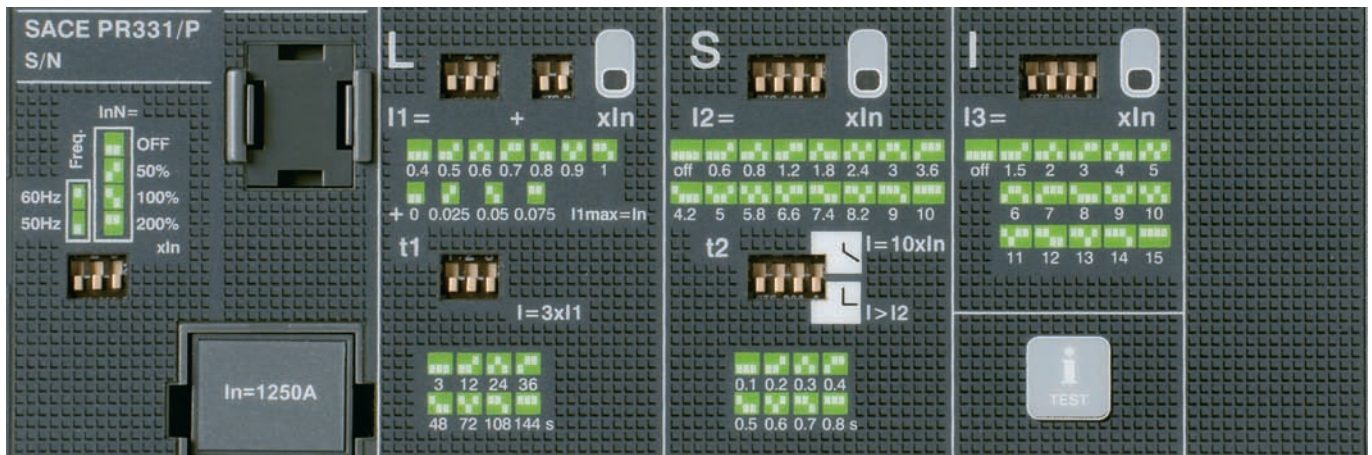 SACE PR331/P
S/N
InN=
Freq.
OFF
50%
60Hz
100%
50Hz
200%
xIn
In=1250A
L
I1= + xIn
0.4 0.5 0.6 0.7 0.8 0.9 1
+ 0 0.025 0.05 0.075 I1max=In
t1
I=3xI1
3 12 24 36
48 72 108 144 s
S
I2= xIn
off 0.6 0.8 1.2 1.8 2.4 3 3.6
4.2 5 5.8 6.6 7.4 8.2 9 10
t2
I=10xIn
I>I2
0.1 0.2 0.3 0.4
0.5 0.6 0.7 0.8 s
I
I3= xIn
off 1.5 2 3 4 5
6 7 8 9 10
11 12 13 14 15
i
TEST